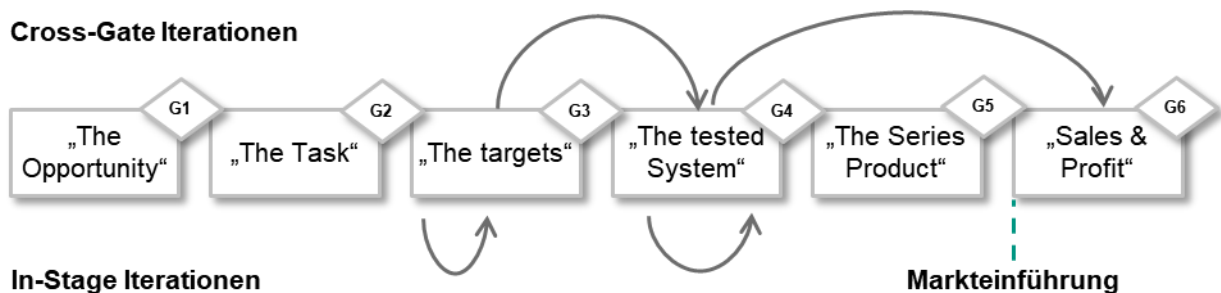 Cross-Gate Iterationen
G1
G2
G3
G4
G5
G6
„The
Opportunity“
„The Task“
„The targets“
„The tested
System“
„The Series
Product“
„Sales &
Profit“
In-Stage Iterationen
Markteinführung